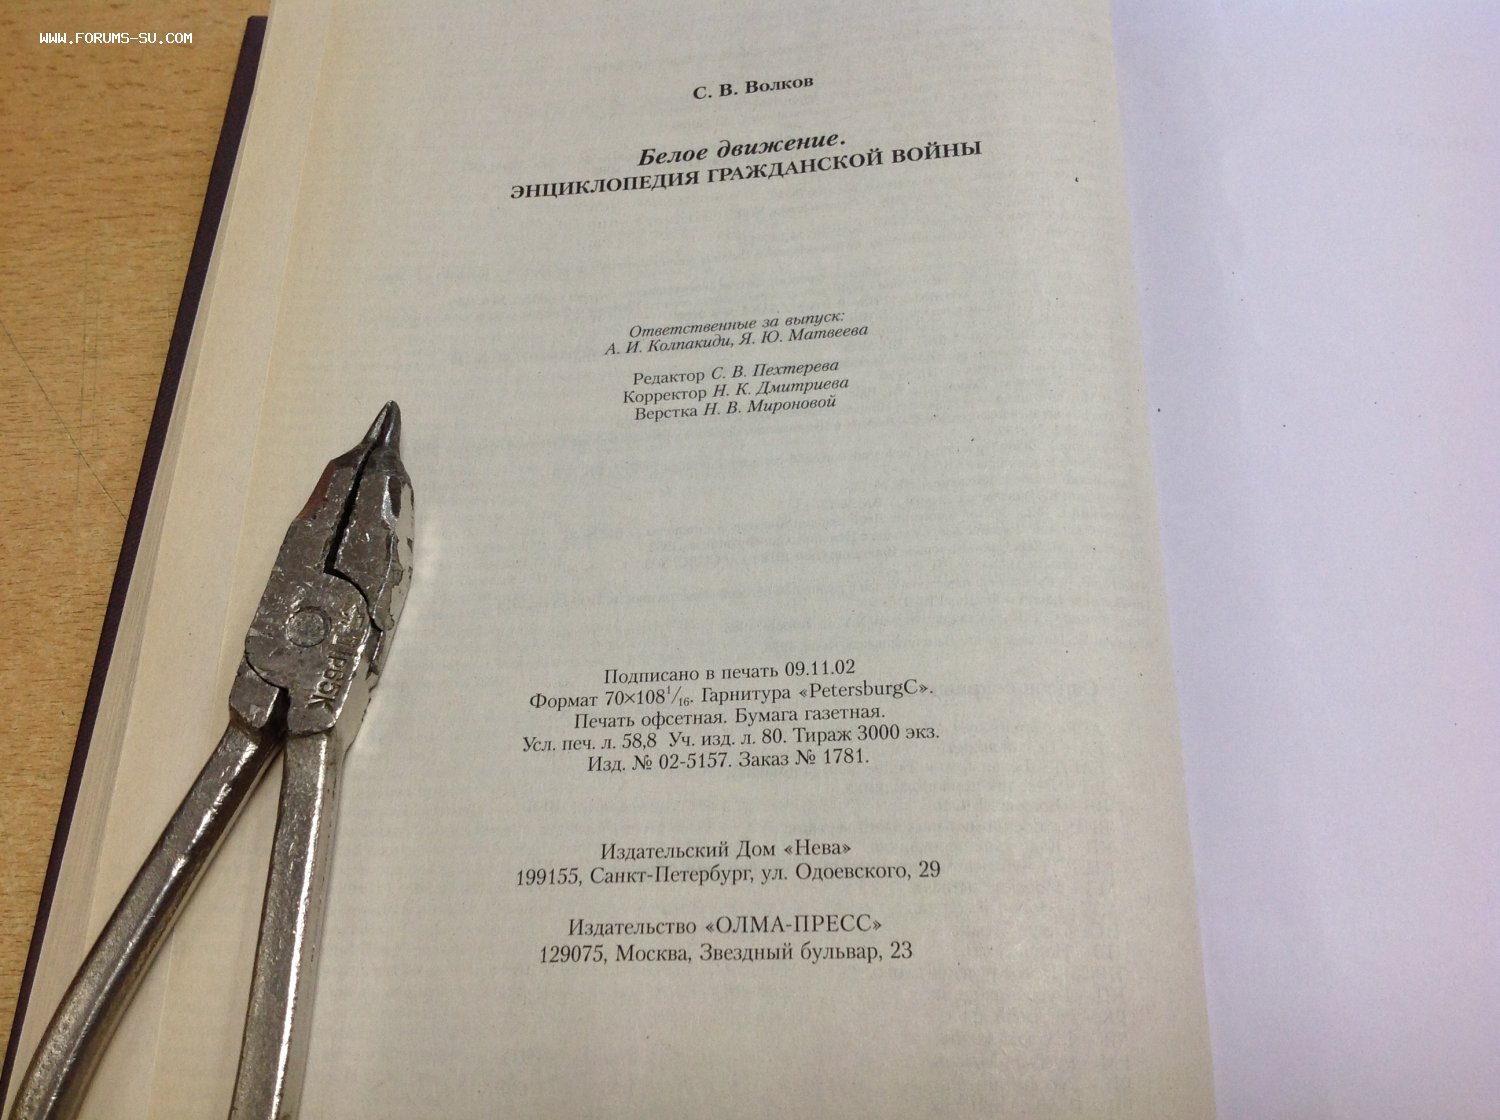 WWW.FORUMS-SU.COM
С. В. Волков
Белое движение.
ЭНЦИКЛОПЕДИЯ ГРАЖДАНСКОЙ ВОЙНЫ
Ответственные за выпуск:
А. И. Колпакиди, Я. Ю. Матвеева
Редактор С. В. Пехтерева
Корректор Н. К. Дмитриева
Верстка Н. В. Мироновой
Подписано в печать 09.11.02
Формат 70×108 1/16. Гарнитура «PetersburgC».
Печать офсетная. Бумага газетная.
Усл. печ. л. 58,8 Уч. изд. л. 80. Тираж 3000 экз.
Изд. № 02-5157. Заказ № 1781.
Издательский Дом «Нева»
199155, Санкт-Петербург, ул. Одоевского, 29
Издательство «ОЛМА-ПРЕСС»
129075, Москва, Звездный бульвар, 23